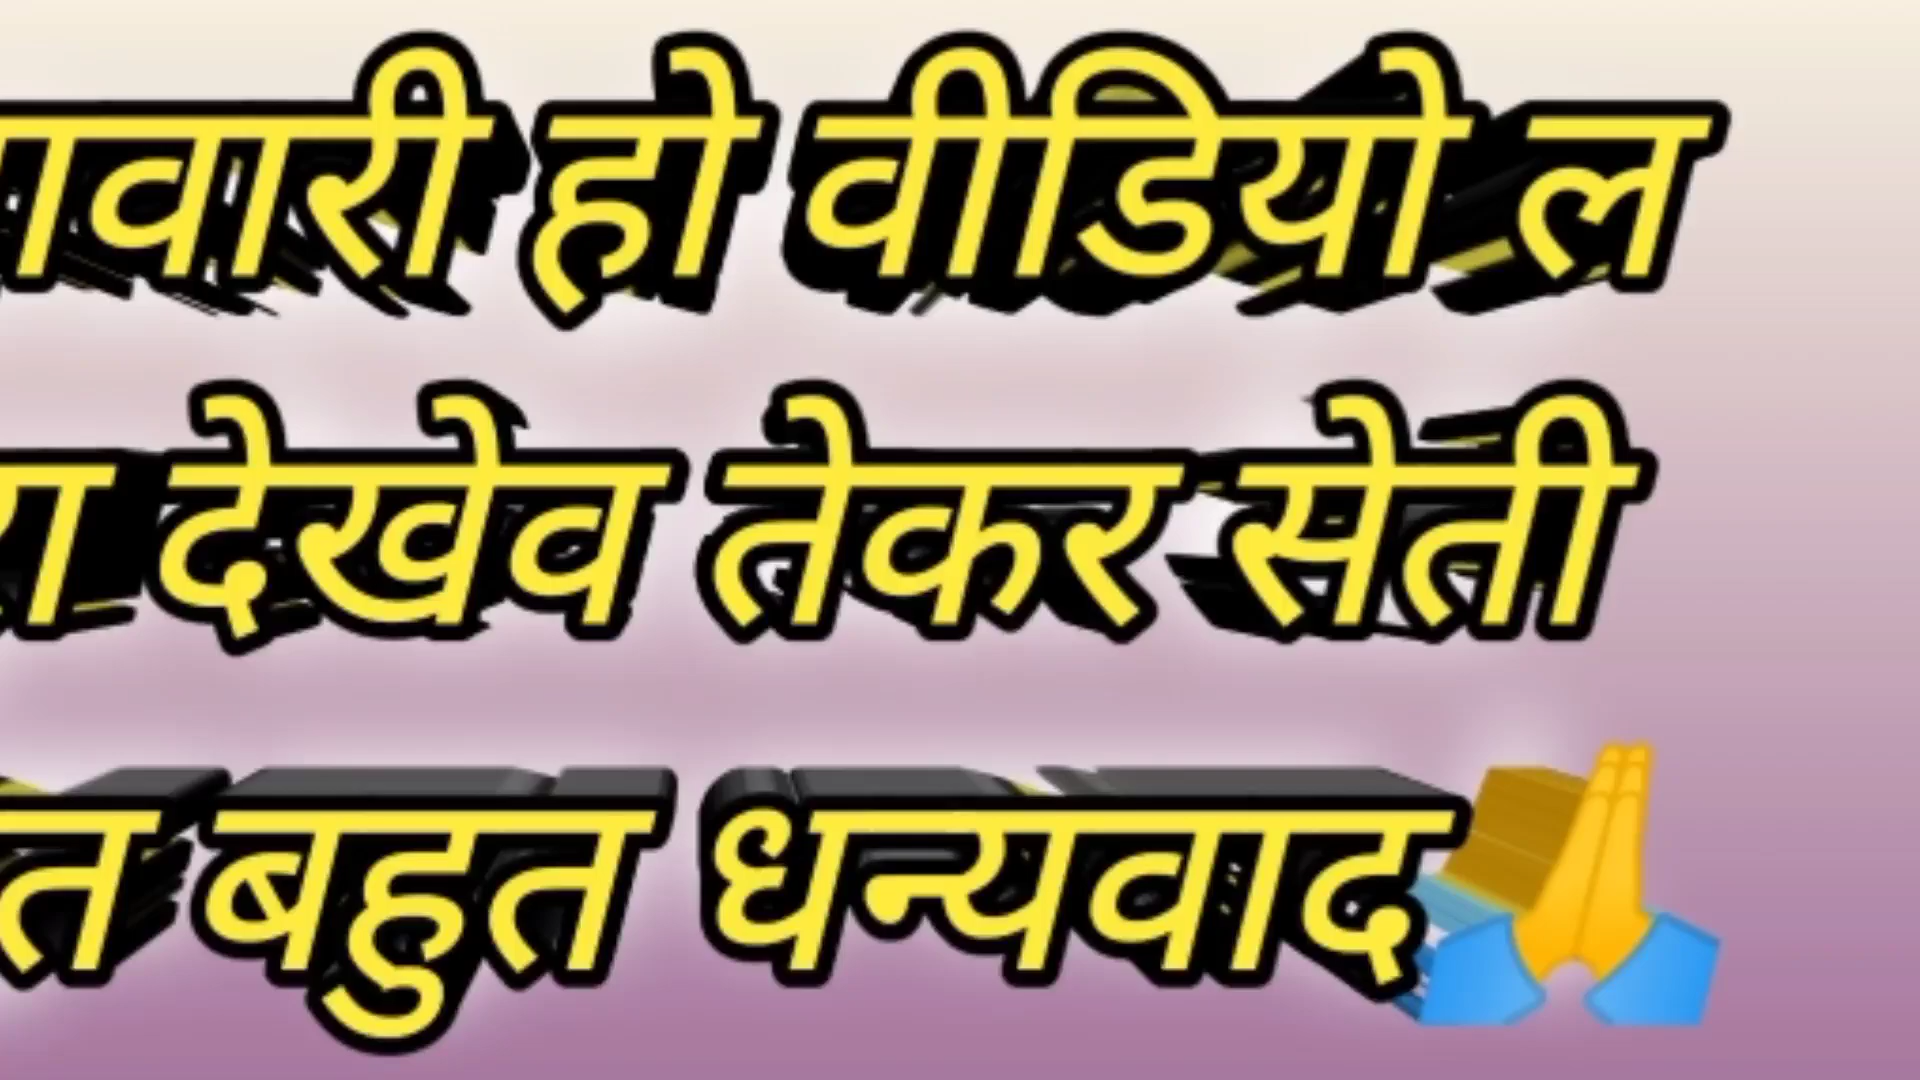 हो वीडियो ल
देखेव तेकर सेती
बहुत धन्यवाद🙏